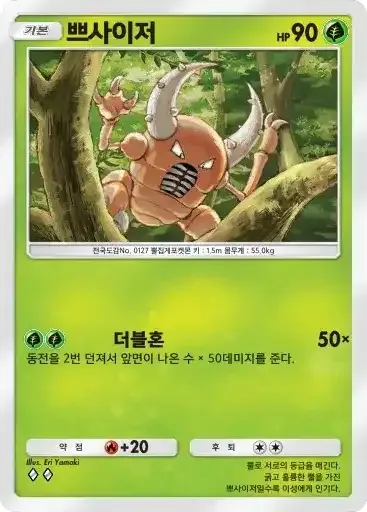 기본 쁘사이저 HP 90
전국도감No. 0127 뿔집게포켓몬 키 : 1.5m 몸무게 : 55.0kg
더블혼 50×
동전을 2번 던져서 앞면이 나온 수 × 50데미지를 준다.
약 점 +20 후 퇴
Illus. Eri Yamaki
뿔로 서로의 등급을 매긴다.
굵고 훌륭한 뿔을 가진
쁘사이저일수록 이성에게 인기다.